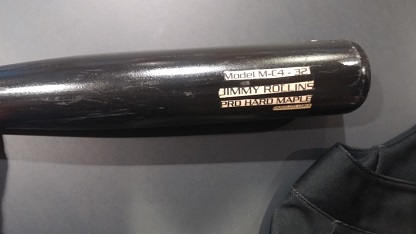 Model M-C4 - 32
JIMMY ROLLINS
PRO HARD MAPLE